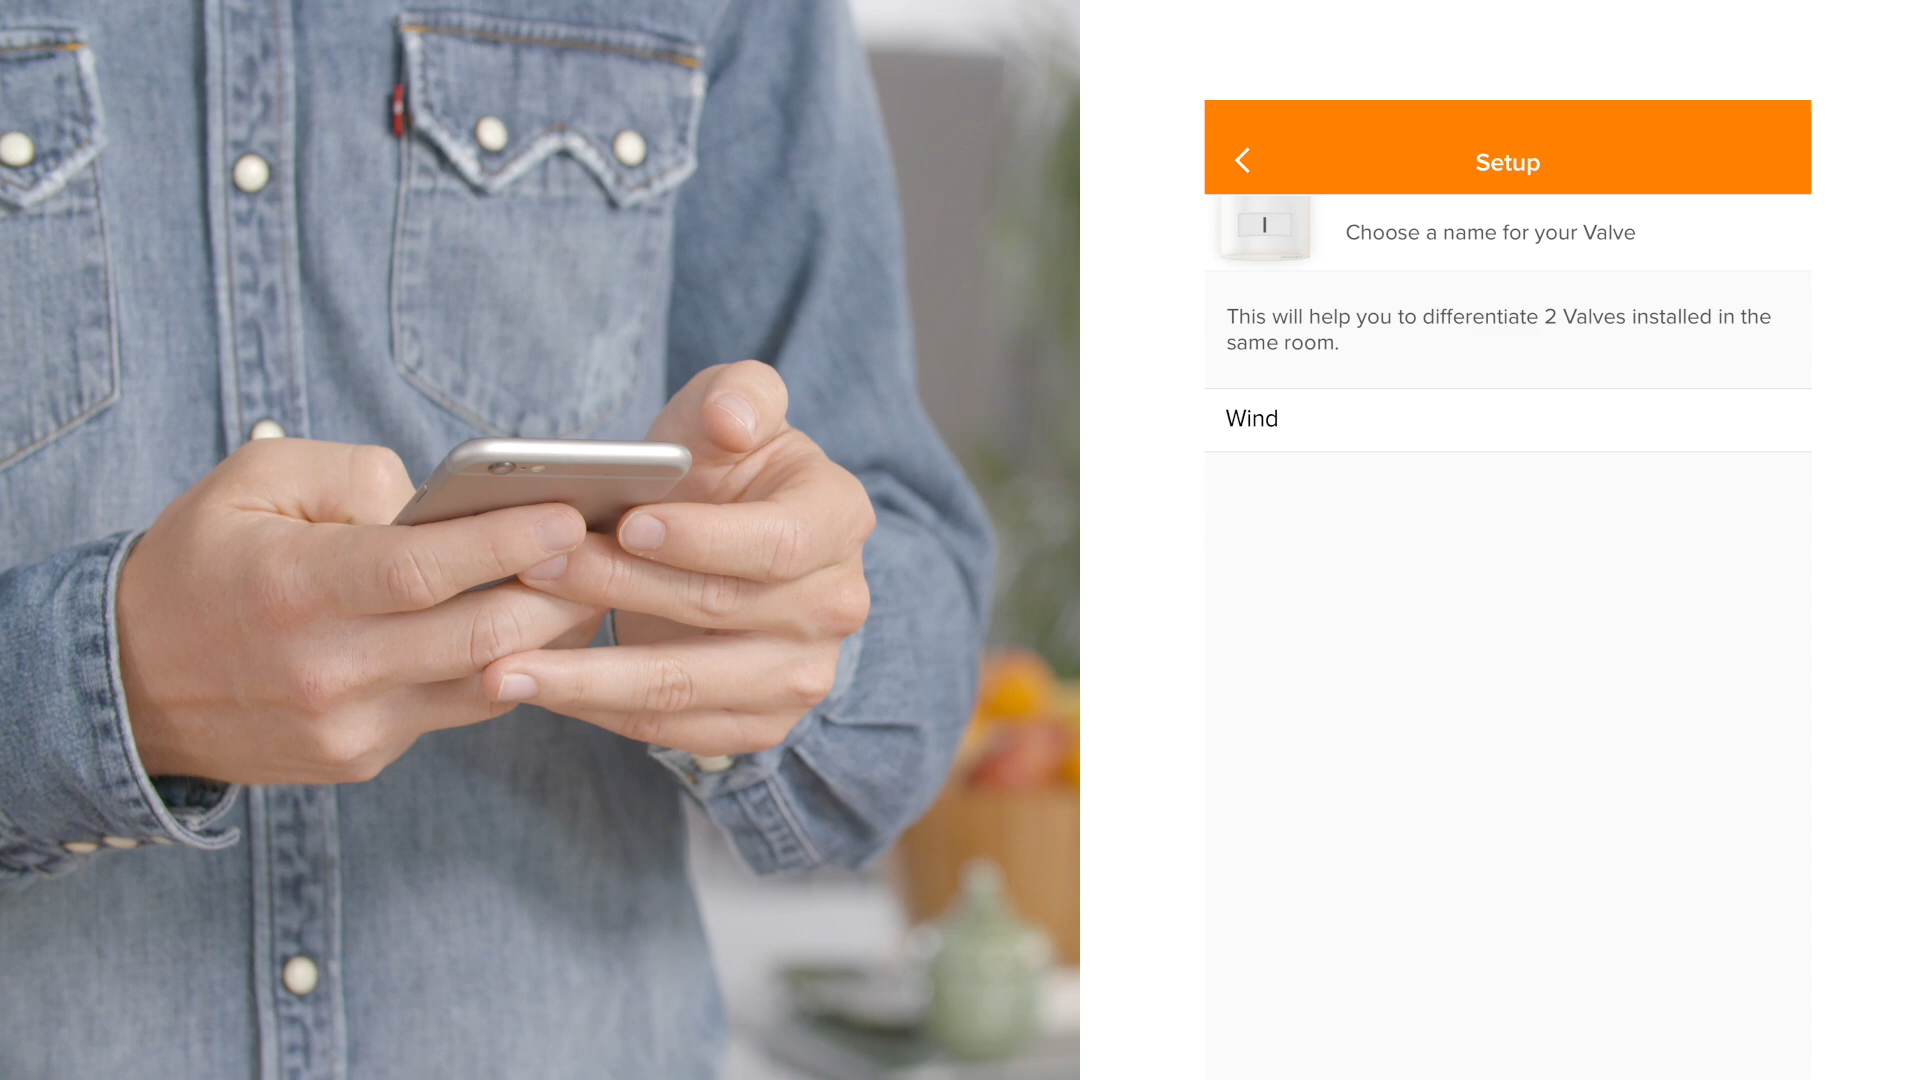 Setup
Choose a name for your Valve
This will help you to differentiate 2 Valves installed in the
same room.
Wind